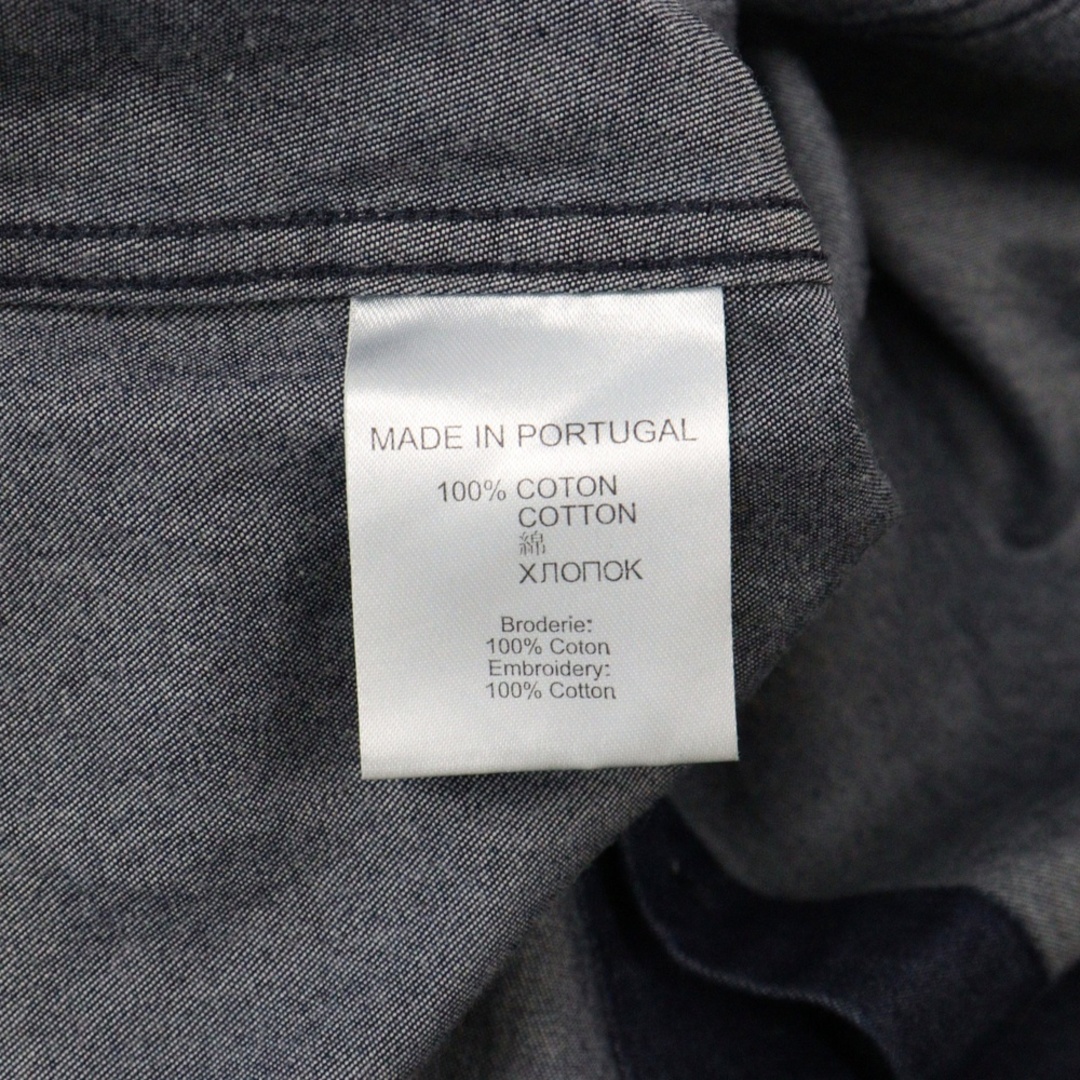 MADE IN PORTUGAL
100% COTON
COTTON
綿
ХЛОПОК
Broderie:
100% Coton
Embroidery:
100% Cotton